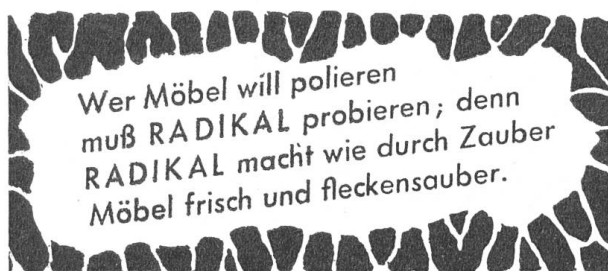 Wer Möbel will polieren
muß RADIKAL probieren; denn
RADIKAL macht wie durch Zauber
Möbel frisch und fleckensauber.